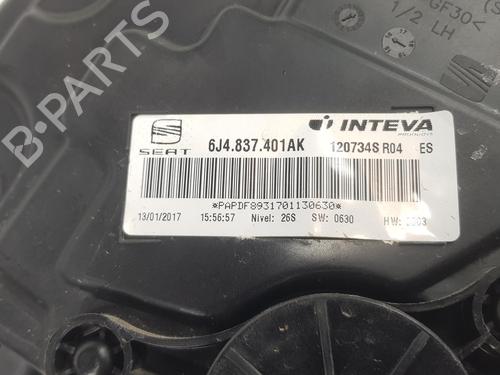 GF30<
1/2 LH
B-PARTS
SEAT
6J4.837.401AK
INTEVA
PRODUCTS
120734S R04 ES
*PAPDF8931701130630*
13/01/2017 15:56:57 Nivel: 26S SW: 0630 HW: